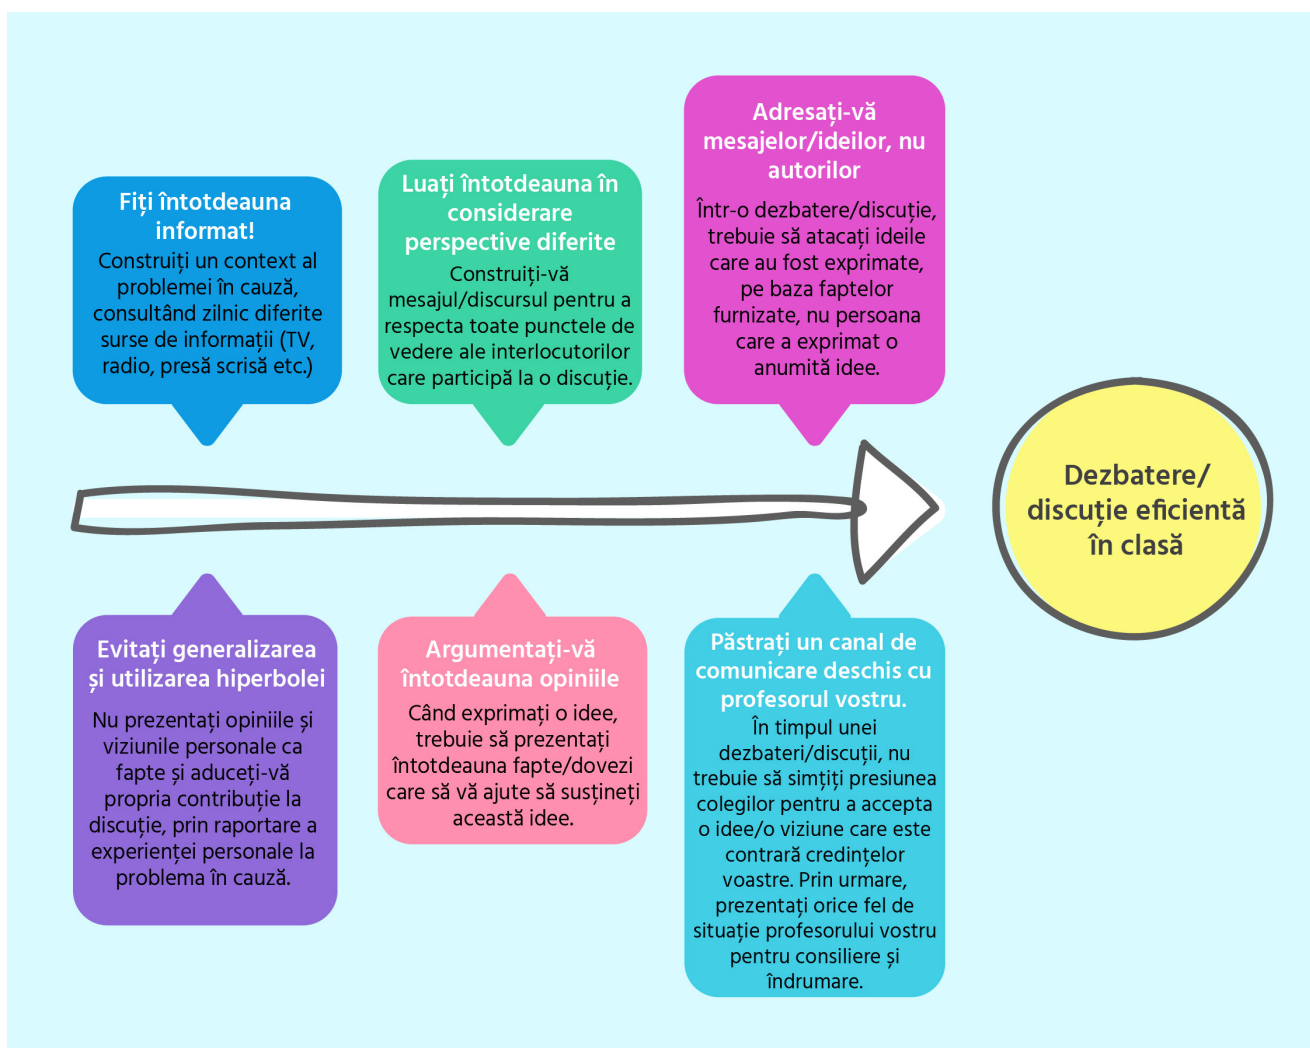 Fiți întotdeauna
informat!
Construiți un context al
problemei în cauză,
consultând zilnic diferite
surse de informații (TV,
radio, presă scrisă etc.)
Luați întotdeauna în
considerare
perspective diferite
Construiți-vă
mesajul/discursul pentru a
respecta toate punctele de
vedere ale interlocutorilor
care participă la o discuție.
Adresați-vă
mesajelor/ideilor, nu
autorilor
Într-o dezbatere/discuție,
trebuie să atacați ideile
care au fost exprimate,
pe baza faptelor
furnizate, nu persoana
care a exprimat o
anumită idee.
Dezbatere/
discuție eficientă
în clasă
Evitați generalizarea
și utilizarea hiperbolei
Nu prezentați opiniile și
viziunile personale ca
fapte și aduceți-vă
propria contribuție la
discuție, prin raportare a
experienței personale la
problema în cauză.
Argumentați-vă
întotdeauna opiniile
Când exprimați o idee,
trebuie să prezentați
întotdeauna fapte/dovezi
care să vă ajute să susțineți
această idee.
Păstrați un canal de
comunicare deschis cu
profesorul vostru.
În timpul unei
dezbateri/discuții, nu
trebuie să simțiți presiunea
colegilor pentru a accepta
o idee/o viziune care este
contrară credințelor
voastre. Prin urmare,
prezentați orice fel de
situație profesorului vostru
pentru consiliere și
îndrumare.